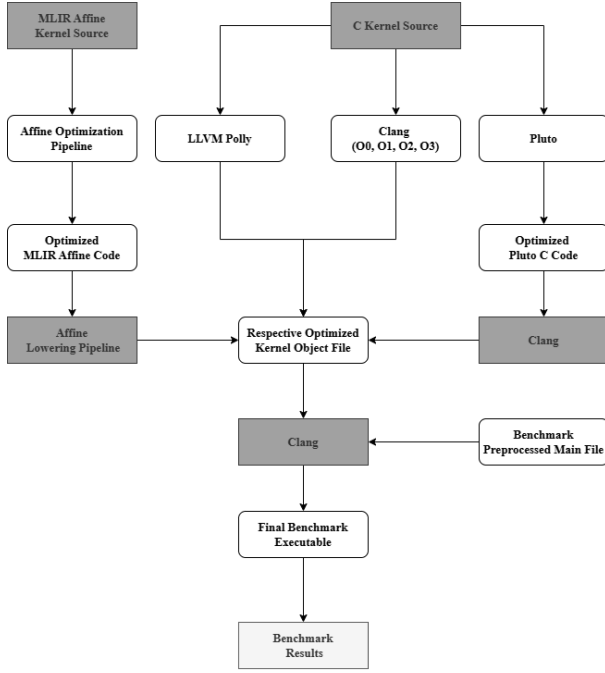 MLIR Affine
Kernel Source
C Kernel Source
Affine Optimization
Pipeline
LLVM Polly
Clang
(O0, O1, O2, O3)
Pluto
Optimized
MLIR Affine Code
Optimized
Pluto C Code
Affine
Lowering Pipeline
Respective Optimized
Kernel Object File
Clang
Clang
Benchmark
Preprocessed Main File
Final Benchmark
Executable
Benchmark
Results